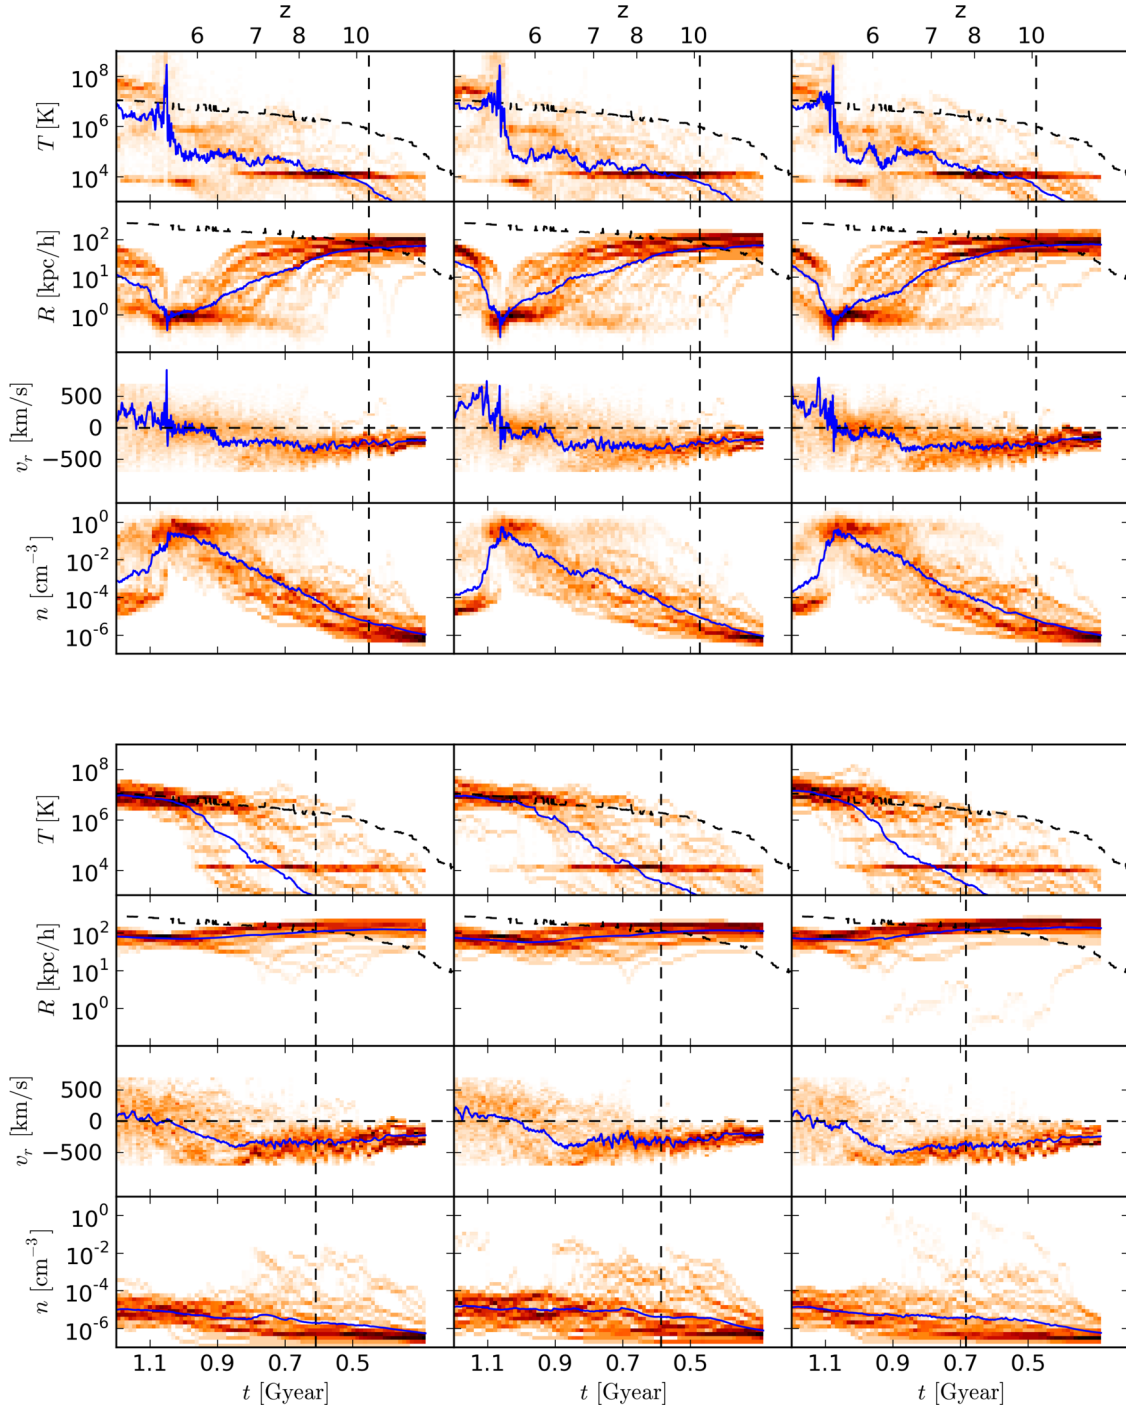 z z z
6 7 8 10 6 7 8 10 6 7 8 10
10^8
10^6
10^4
T [K]
10^2
10^1
10^0
R [kpc/h]
500
0
−500
v_r [km/s]
10^0
10^−2
10^−4
10^−6
n [cm^−3]
10^8
10^6
10^4
T [K]
10^2
10^1
10^0
R [kpc/h]
500
0
−500
v_r [km/s]
10^0
10^−2
10^−4
10^−6
n [cm^−3]
1.1 0.9 0.7 0.5 1.1 0.9 0.7 0.5 1.1 0.9 0.7 0.5
t [Gyear] t [Gyear] t [Gyear]